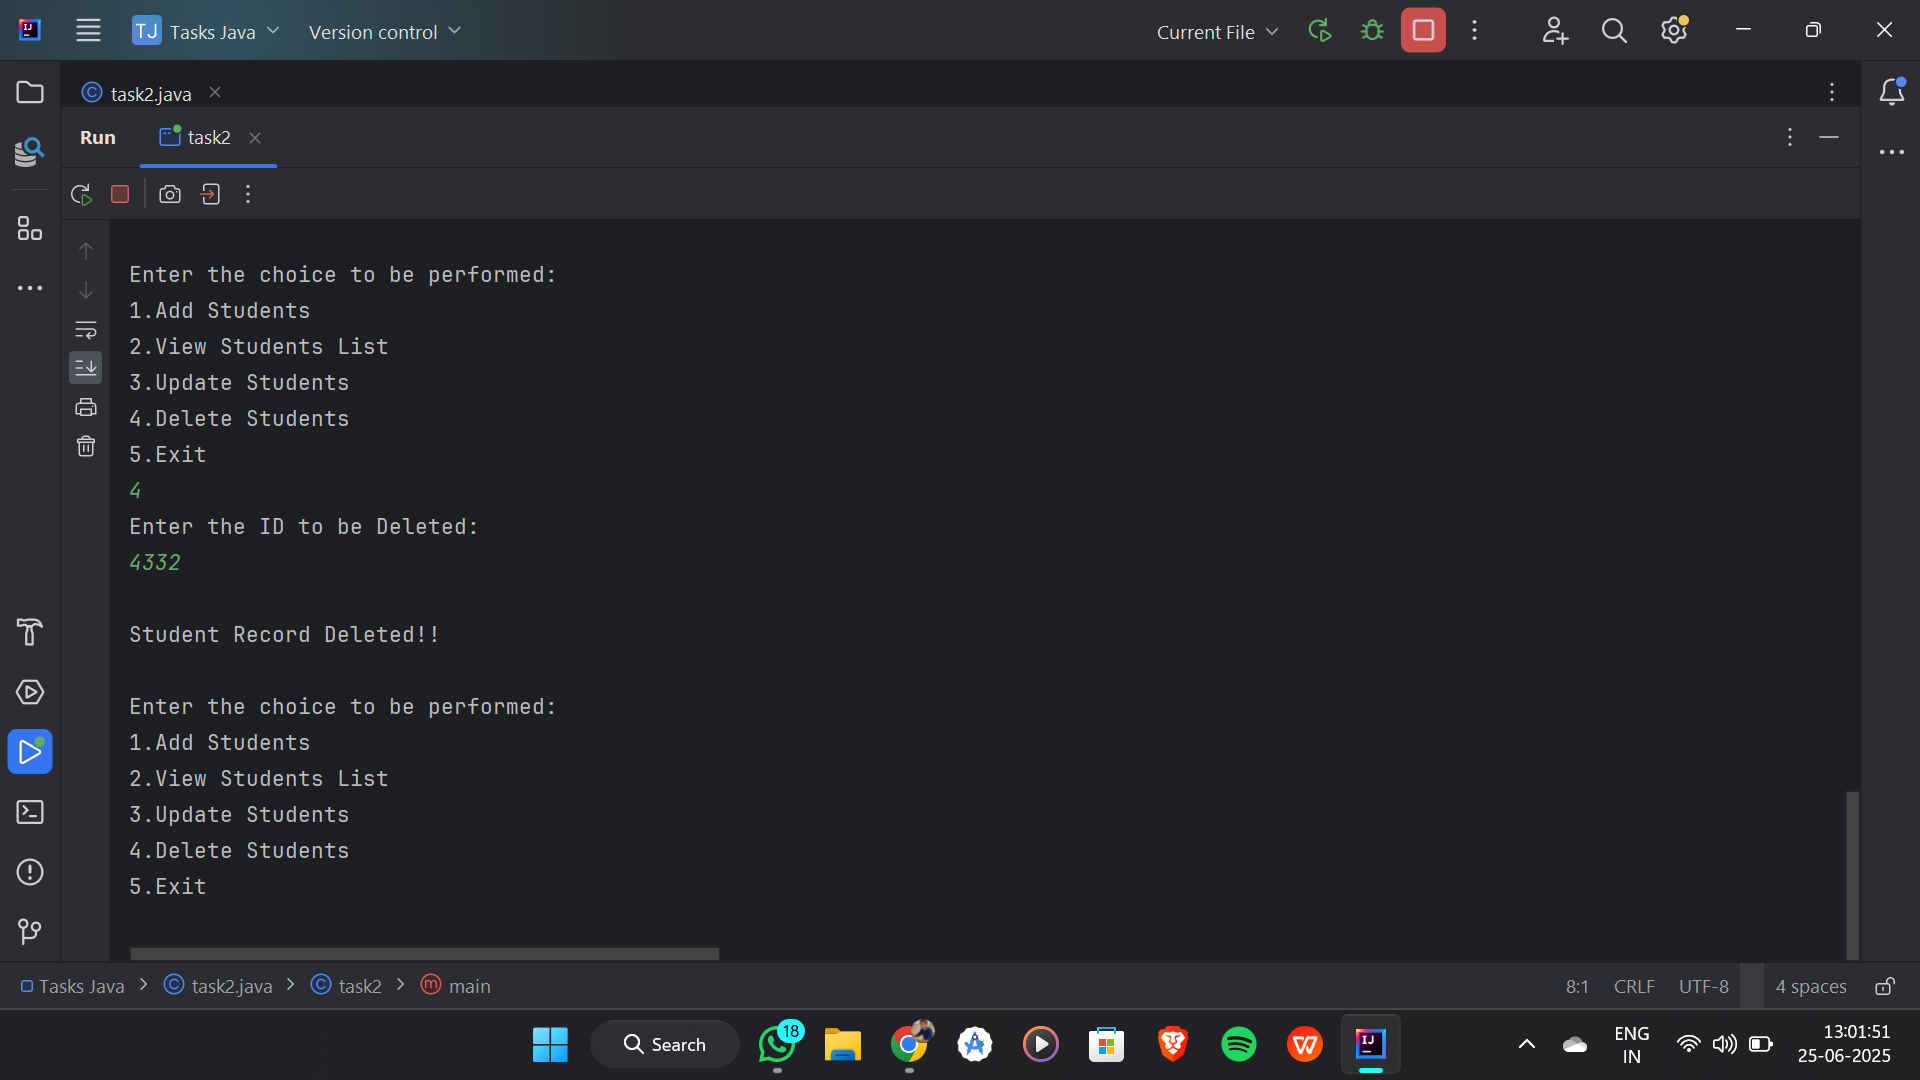 TJ Tasks Java Version control Current File
task2.java
Run task2
Enter the choice to be performed:
1.Add Students
2.View Students List
3.Update Students
4.Delete Students
5.Exit
4
Enter the ID to be Deleted:
4332
Student Record Deleted!!
Enter the choice to be performed:
1.Add Students
2.View Students List
3.Update Students
4.Delete Students
5.Exit
Tasks Java > task2.java > task2 > main 8:1 CRLF UTF-8 4 spaces
Search 18 ENG 13:01:51
IN 25-06-2025